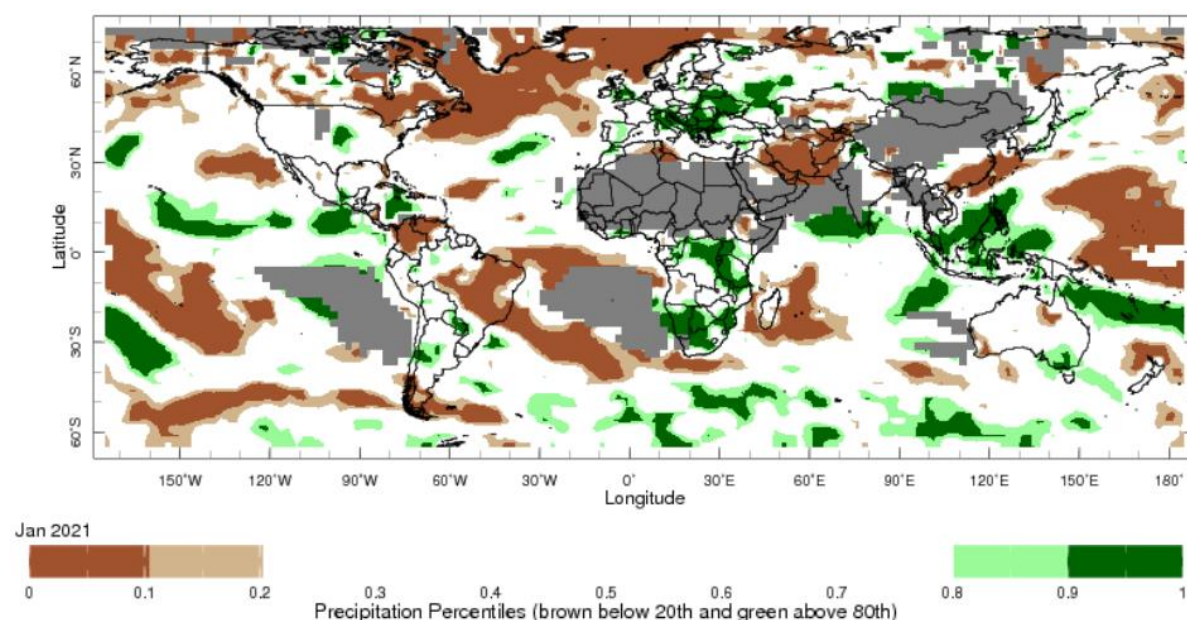 60°N
30°N
0°
30°S
60°S
Latitude
150°W 120°W 90°W 60°W 30°W 0° 30°E 60°E 90°E 120°E 150°E 180°
Longitude
Jan 2021
0 0.1 0.2 0.3 0.4 0.5 0.6 0.7 0.8 0.9 1
Precipitation Percentiles (brown below 20th and green above 80th)